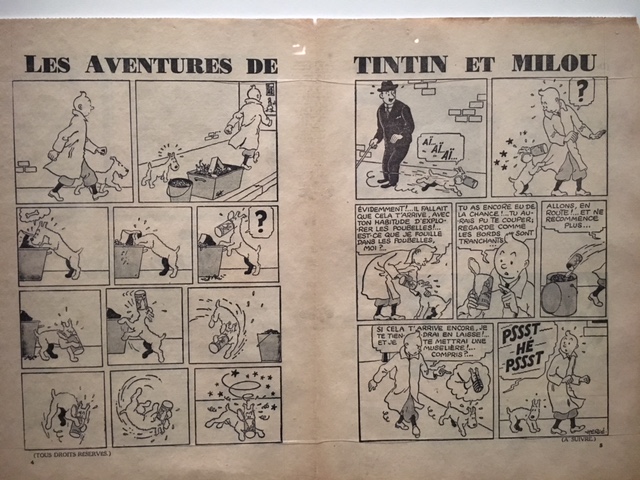 LES AVENTURES DE TINTIN ET MILOU
?
(TOUS DROITS RÉSERVÉS.)
4
AÏ..
AÏ..
AÏ...
?
ÉVIDEMMENT!... IL FALLAIT
QUE CELA T'ARRIVE, AVEC
TON HABITUDE D'EXPLO-
RER LES POUBELLES!...
EST-CE QUE JE FOUILLE
DANS LES POUBELLES,
MOI?..
TU AS ENCORE EU DE
LA CHANCE!... TU AU-
RAIS PU TE COUPER;
REGARDE COMME
LES BORDS SONT
TRANCHANTS.
ALLONS, EN
ROUTE!... ET NE
RECOMMENCE
PLUS...
SI CELA T'ARRIVE ENCORE, JE
TE TIENDRAI EN LAISSE!...
ET JE TE METTRAI UNE
MUSELIÈRE!...
COMPRIS?...
PSSST
HÉ
PSSST
HERGÉ
(A SUIVRE.)